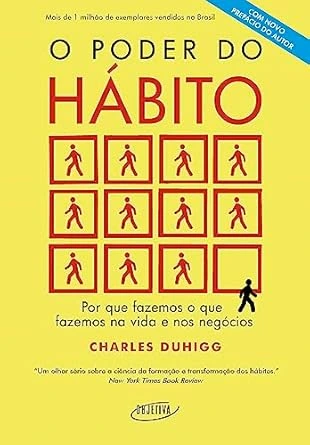 Mais de 1 milhão de exemplares vendidos no Brasil
COM NOVO
PREFÁCIO DO AUTOR
O PODER DO
HÁBITO
Por que fazemos o que
fazemos na vida e nos negócios
CHARLES DUHIGG
"Um olhar sério sobre a ciência da formação e transformação dos hábitos."
New York Times Book Review
OBJETIVA